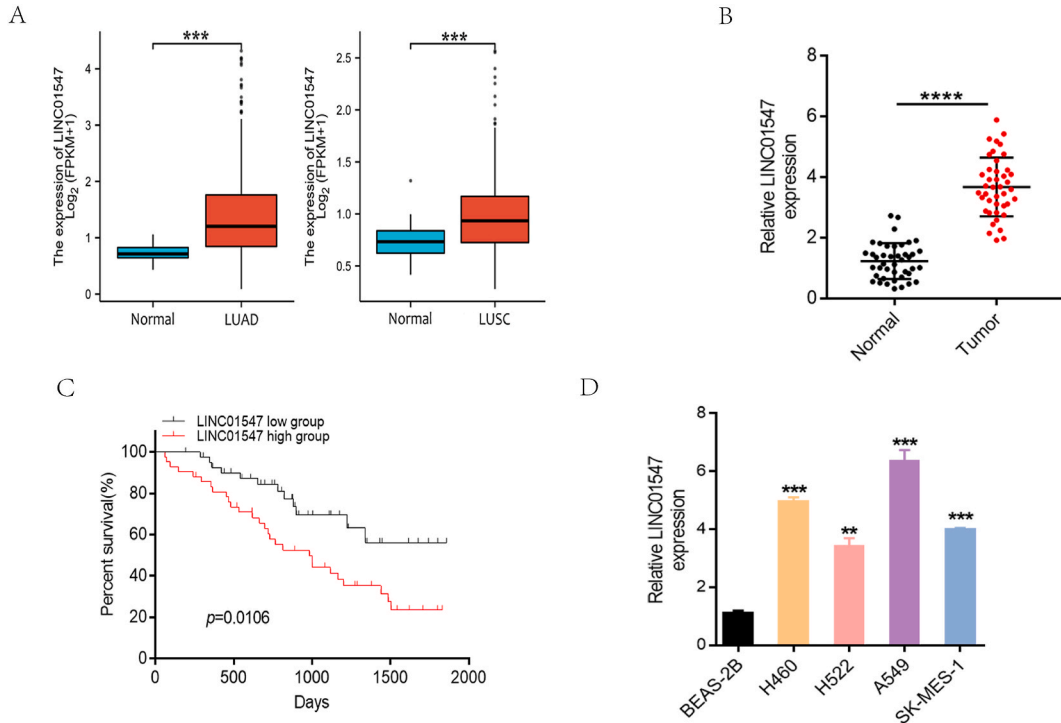 A
The expression of LINC01547
Log2 (FPKM+1)
4
3
2
1
0
***
Normal
LUAD
The expression of LINC01547
Log2 (FPKM+1)
2.5
2.0
1.5
1.0
0.5
***
Normal
LUSC
B
Relative LINC01547
expression
8
6
4
2
0
****
Normal
Tumor
C
LINC01547 low group
LINC01547 high group
Percent survival(%)
100
80
60
40
20
0
p=0.0106
0
500
1000
1500
2000
Days
D
Relative LINC01547
expression
8
6
4
2
0
***
**
***
***
BEAS-2B
H460
H522
A549
SK-MES-1